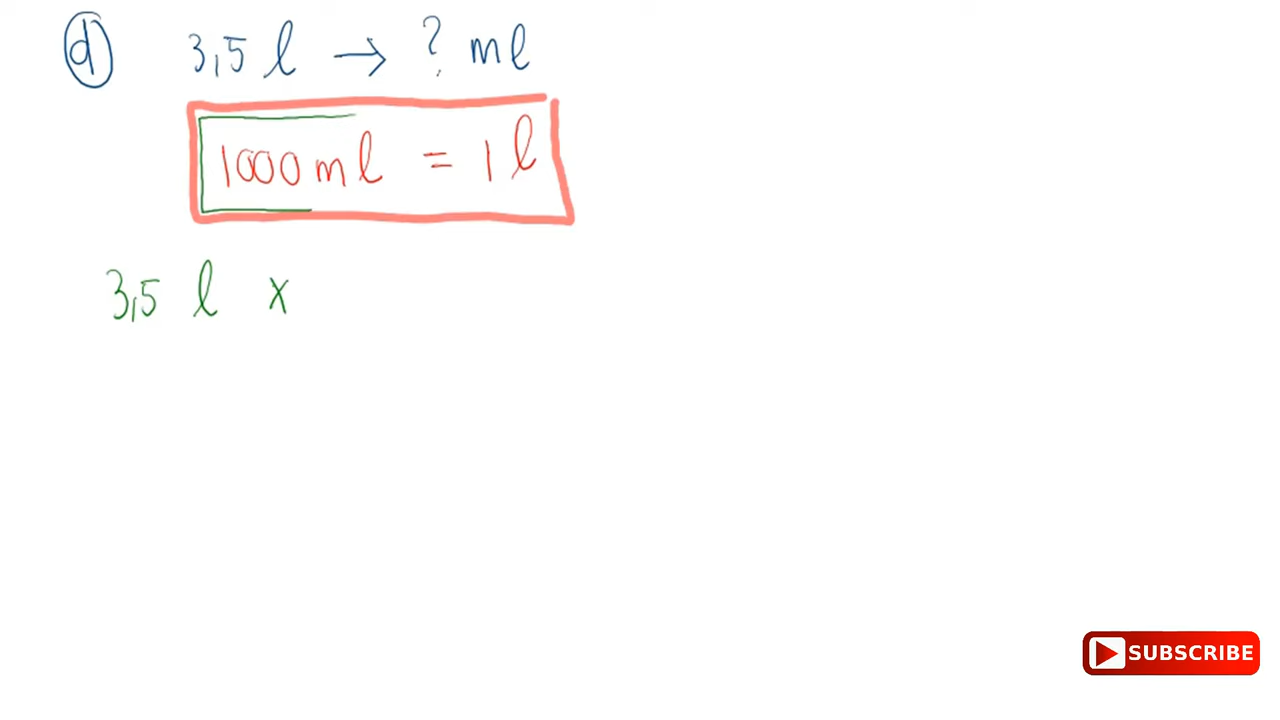 d 3,5 l → ? ml
1000 ml = 1 l
3,5 l x
SUBSCRIBE